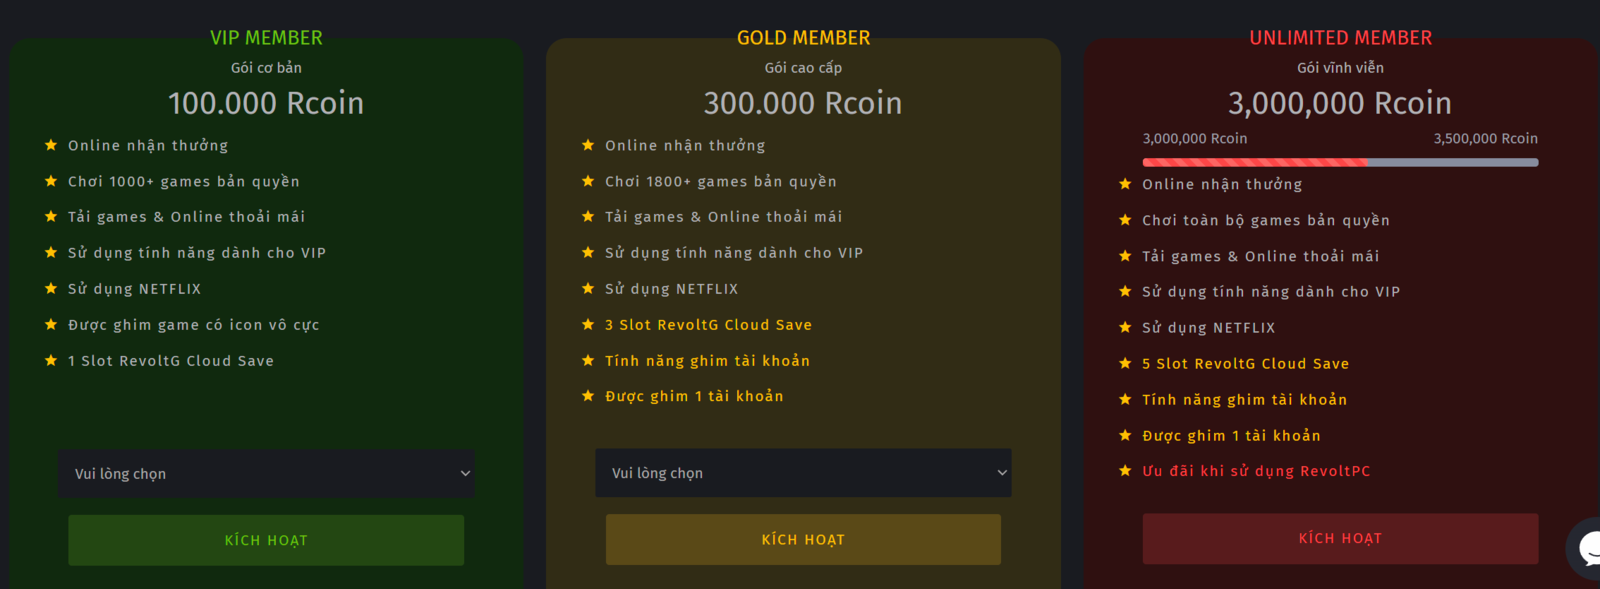 VIP MEMBER
Gói cơ bản
100.000 Rcoin
Online nhận thưởng
Chơi 1000+ games bản quyền
Tải games & Online thoải mái
Sử dụng tính năng dành cho VIP
Sử dụng NETFLIX
Được ghim game có icon vô cực
1 Slot RevoltG Cloud Save
Vui lòng chọn
KÍCH HOẠT
GOLD MEMBER
Gói cao cấp
300.000 Rcoin
Online nhận thưởng
Chơi 1800+ games bản quyền
Tải games & Online thoải mái
Sử dụng tính năng dành cho VIP
Sử dụng NETFLIX
3 Slot RevoltG Cloud Save
Tính năng ghim tài khoản
Được ghim 1 tài khoản
Vui lòng chọn
KÍCH HOẠT
UNLIMITED MEMBER
Gói vĩnh viễn
3,000,000 Rcoin
3,000,000 Rcoin 3,500,000 Rcoin
Online nhận thưởng
Chơi toàn bộ games bản quyền
Tải games & Online thoải mái
Sử dụng tính năng dành cho VIP
Sử dụng NETFLIX
5 Slot RevoltG Cloud Save
Tính năng ghim tài khoản
Được ghim 1 tài khoản
Ưu đãi khi sử dụng RevoltPC
KÍCH HOẠT